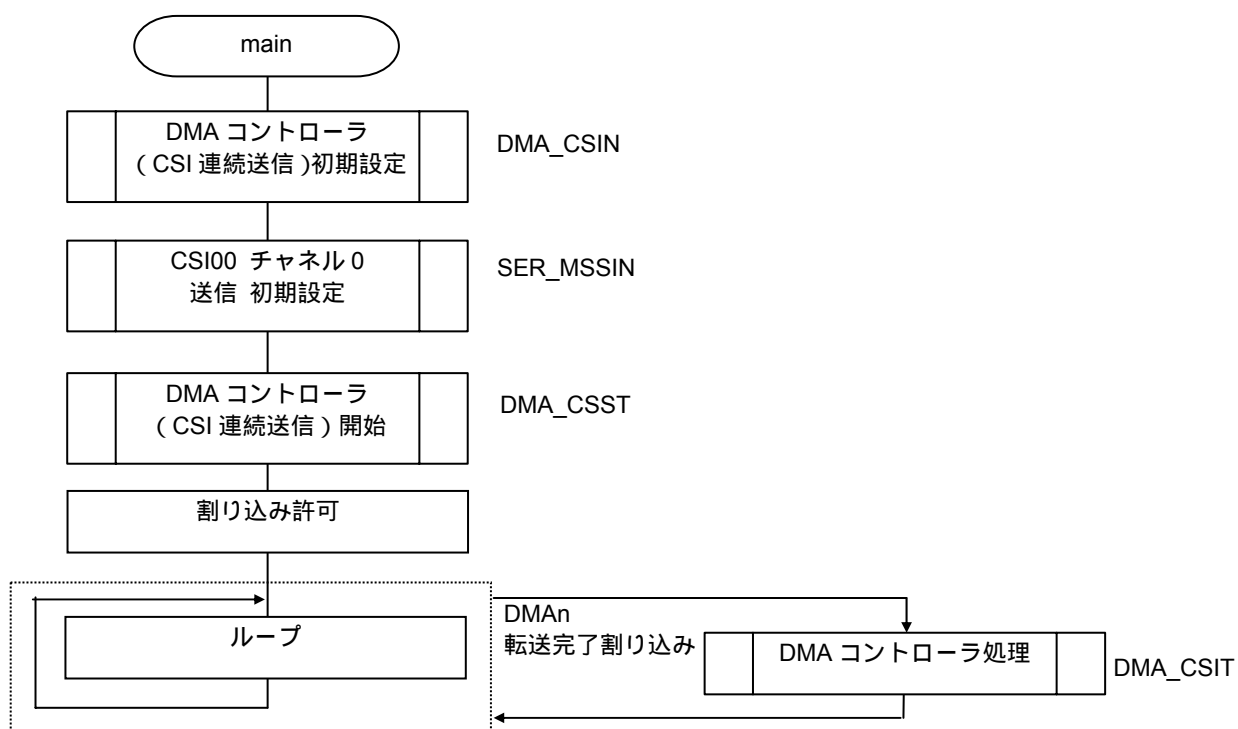 main
DMA コントローラ
( CSI 連続送信 )初期設定
DMA_CSIN
CSI00 チャネル 0
送信 初期設定
SER_MSSIN
DMA コントローラ
( CSI 連続送信 ) 開始
DMA_CSST
割り込み許可
ループ
DMAn
転送完了割り込み
DMA コントローラ処理
DMA_CSIT